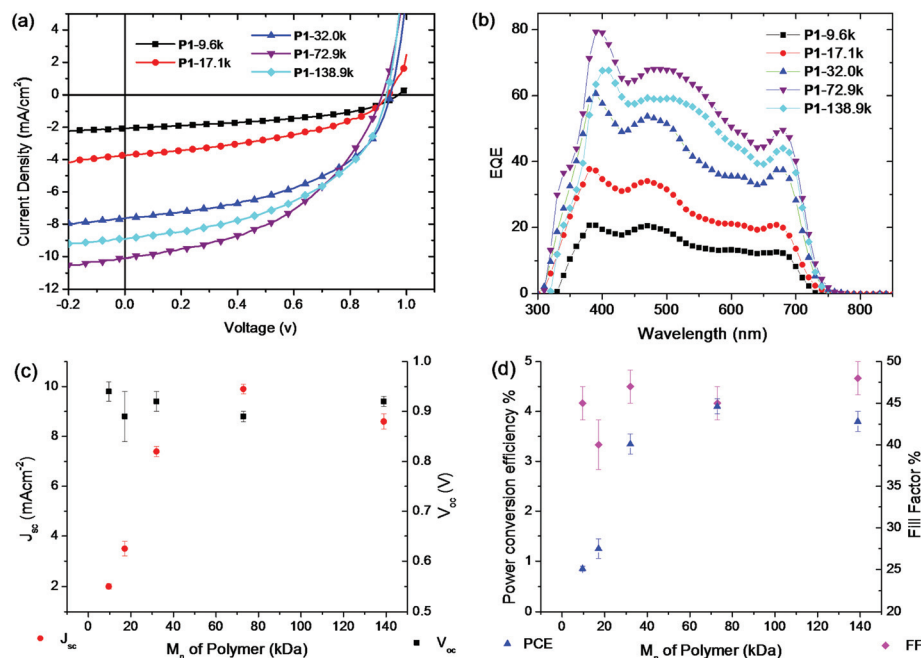 (a)
4
2
0
-2
-4
-6
-8
-10
-12
Current Density (mA/cm²)
P1-9.6k
P1-17.1k
P1-32.0k
P1-72.9k
P1-138.9k
-0.2
0.0
0.2
0.4
0.6
0.8
1.0
Voltage (v)
(b)
80
60
40
20
0
EQE
P1-9.6k
P1-17.1k
P1-32.0k
P1-72.9k
P1-138.9k
300
400
500
600
700
800
Wavelength (nm)
(c)
10
8
6
4
2
Jsc (mAcm⁻²)
1.0
0.9
0.8
0.7
0.6
0.5
Voc (V)
0
20
40
60
80
100
120
140
Mn of Polymer (kDa)
Jsc
Voc
(d)
5
4
3
2
1
0
Power conversion efficiency %
50
45
40
35
30
25
20
Fill Factor %
0
20
40
60
80
100
120
140
Mn of Polymer (kDa)
PCE
FF